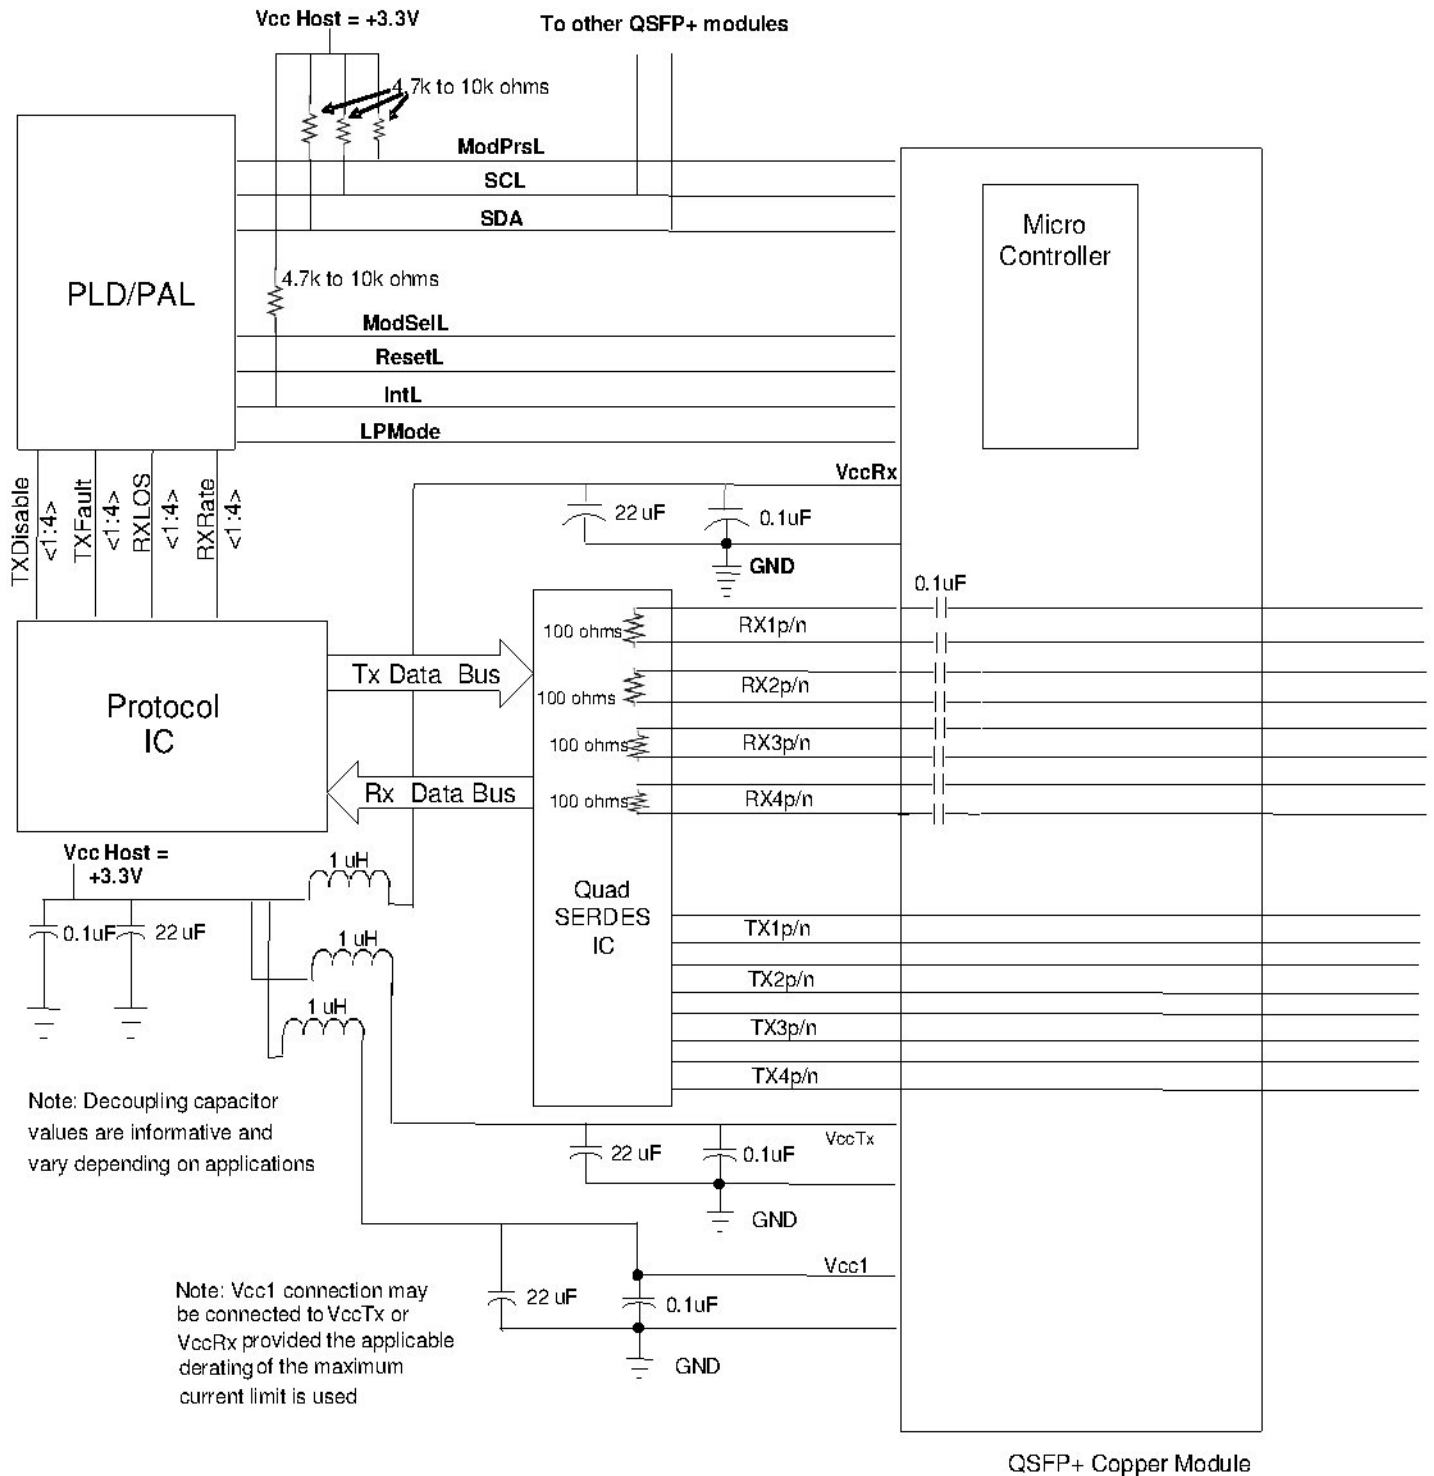 Vcc Host = +3.3V
To other QSFP+ modules
4.7k to 10k ohms
ModPrsL
SCL
SDA
Micro
Controller
PLD/PAL
4.7k to 10k ohms
ModSelL
ResetL
IntL
LPMode
TXDisable
<1:4>
TXFault
<1:4>
RXLOS
<1:4>
RXRate
<1:4>
VccRx
22 uF
0.1uF
GND
0.1uF
100 ohms
RX1p/n
Tx Data Bus
100 ohms
RX2p/n
Protocol
IC
100 ohms
RX3p/n
Rx Data Bus
100 ohms
RX4p/n
Vcc Host =
+3.3V
1 uH
Quad
SERDES
IC
0.1uF
22 uF
1 uH
1 uH
TX1p/n
TX2p/n
TX3p/n
TX4p/n
Note: Decoupling capacitor
values are informative and
vary depending on applications
VccTx
22 uF
0.1uF
GND
Vcc1
22 uF
0.1uF
GND
Note: Vcc1 connection may
be connected to VccTx or
VccRx provided the applicable
derating of the maximum
current limit is used
QSFP+ Copper Module